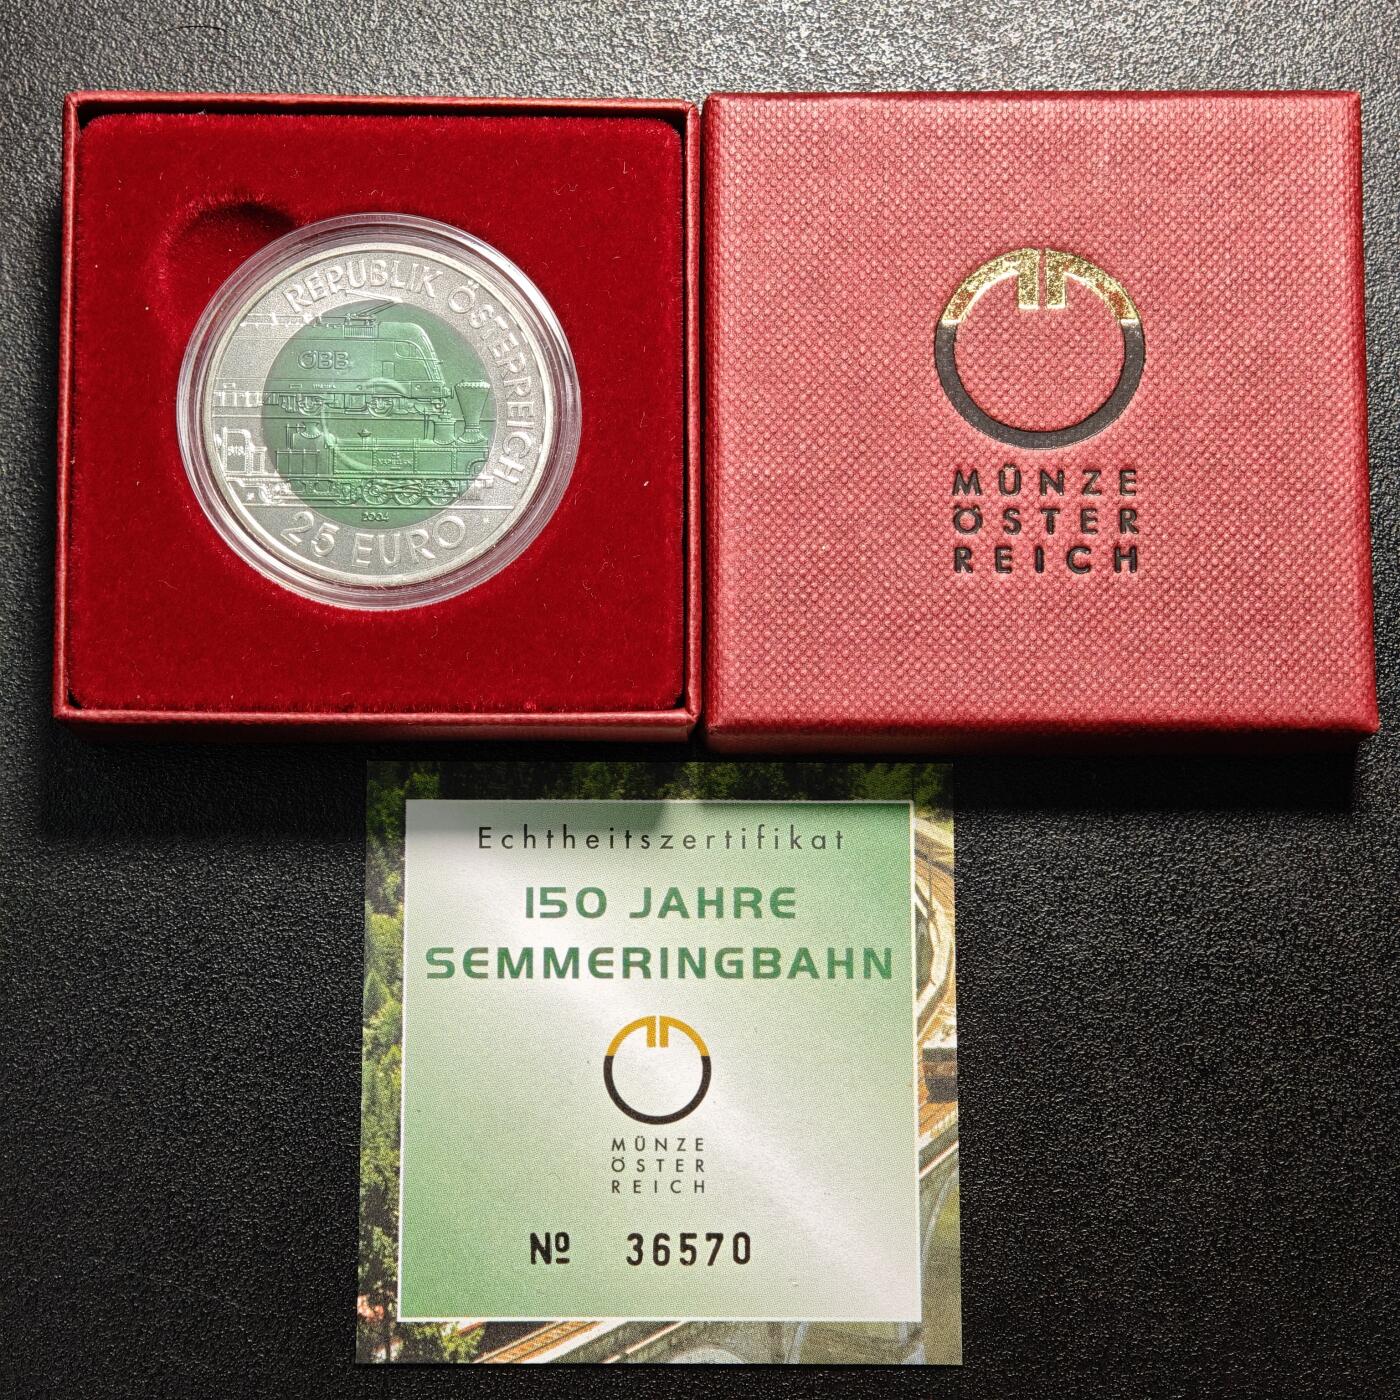 REPUBLIK ÖSTERREICH
ÖBB
2004
25 EURO
MÜNZE
ÖSTER
REICH
Echtheitszertifikat
150 JAHRE
SEMMERINGBAHN
MÜNZE
ÖSTER
REICH
Nº 36570